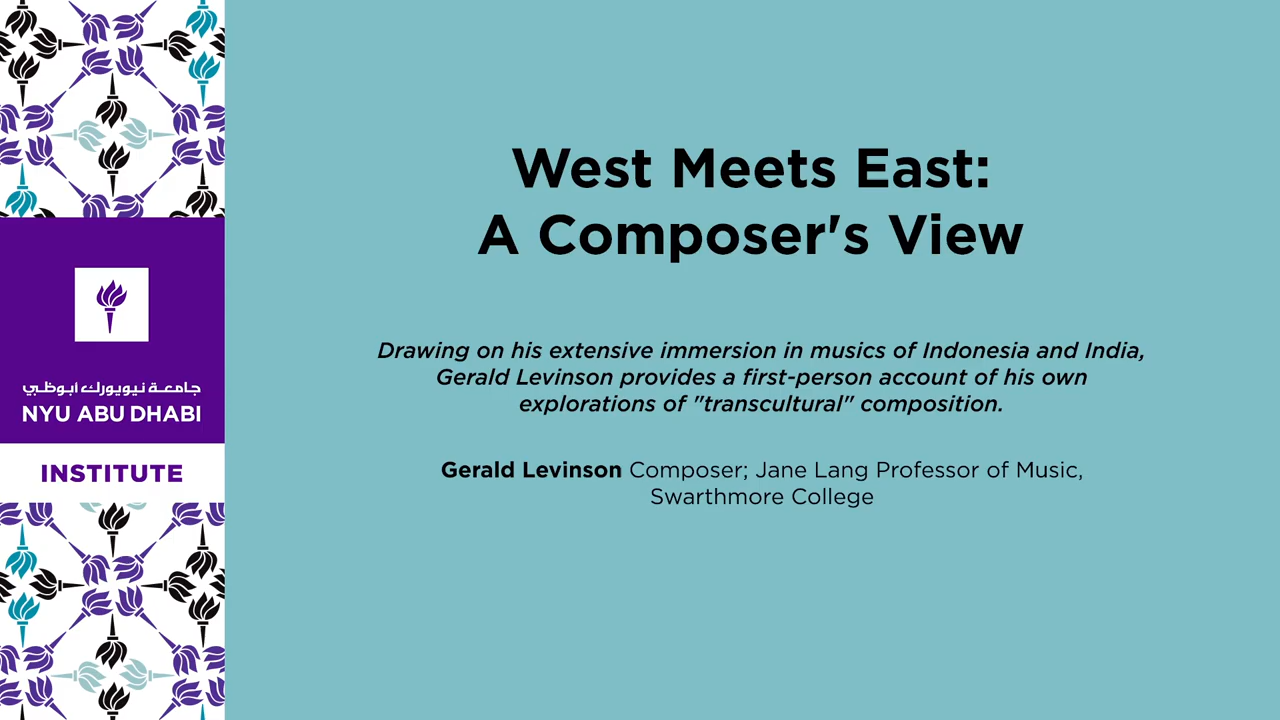 جامعة نيويورك أبوظبي
NYU ABU DHABI
INSTITUTE
West Meets East:
A Composer's View
Drawing on his extensive immersion in musics of Indonesia and India,
Gerald Levinson provides a first-person account of his own
explorations of "transcultural" composition.
Gerald Levinson Composer; Jane Lang Professor of Music,
Swarthmore College